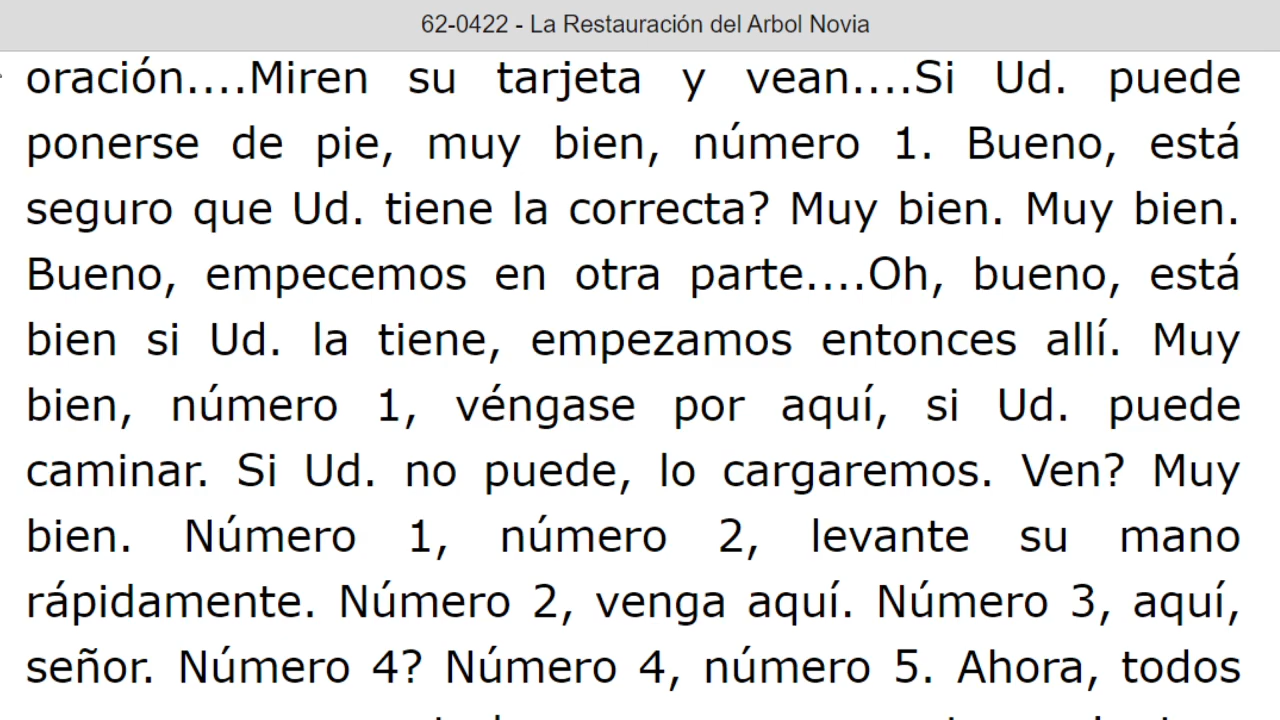 62-0422 - La Restauración del Arbol Novia
oración....Miren su tarjeta y vean....Si Ud. puede
ponerse de pie, muy bien, número 1. Bueno, está
seguro que Ud. tiene la correcta? Muy bien. Muy bien.
Bueno, empecemos en otra parte....Oh, bueno, está
bien si Ud. la tiene, empezamos entonces allí. Muy
bien, número 1, véngase por aquí, si Ud. puede
caminar. Si Ud. no puede, lo cargaremos. Ven? Muy
bien. Número 1, número 2, levante su mano
rápidamente. Número 2, venga aquí. Número 3, aquí,
señor. Número 4? Número 4, número 5. Ahora, todos